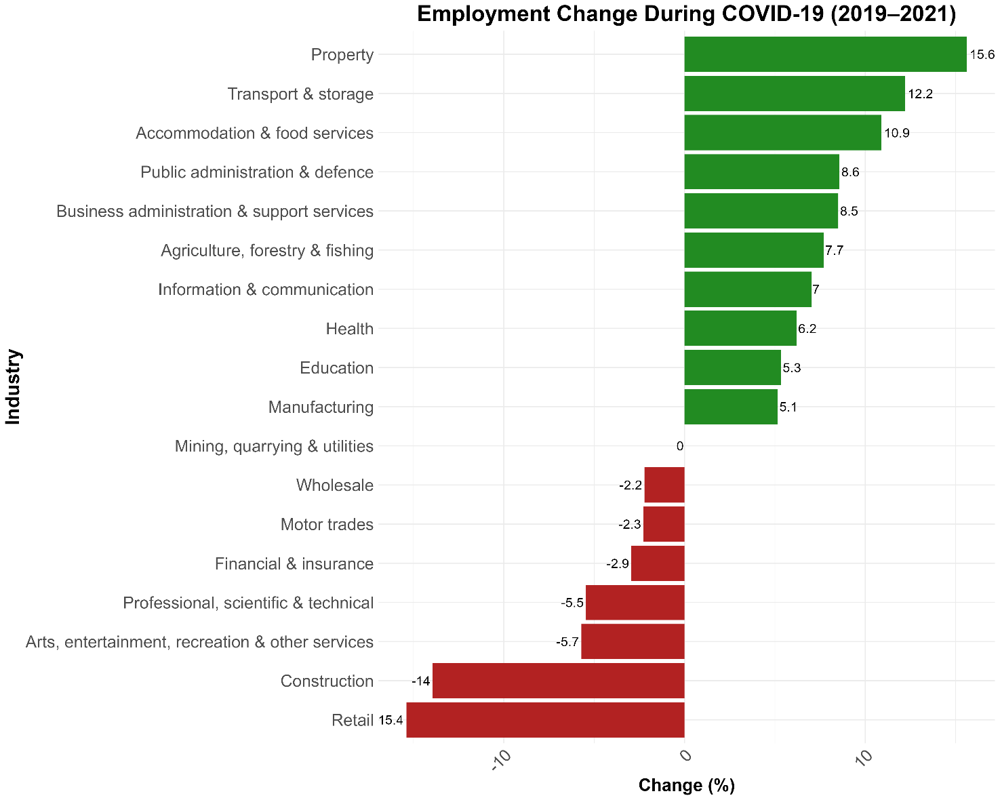 Employment Change During COVID-19 (2019–2021)
Property 15.6
Transport & storage 12.2
Accommodation & food services 10.9
Public administration & defence 8.6
Business administration & support services 8.5
Agriculture, forestry & fishing 7.7
Information & communication 7
Health 6.2
Education 5.3
Manufacturing 5.1
Mining, quarrying & utilities 0
Wholesale -2.2
Motor trades -2.3
Financial & insurance -2.9
Professional, scientific & technical -5.5
Arts, entertainment, recreation & other services -5.7
Construction -14
Retail 15.4
Industry
-10 0 10
Change (%)